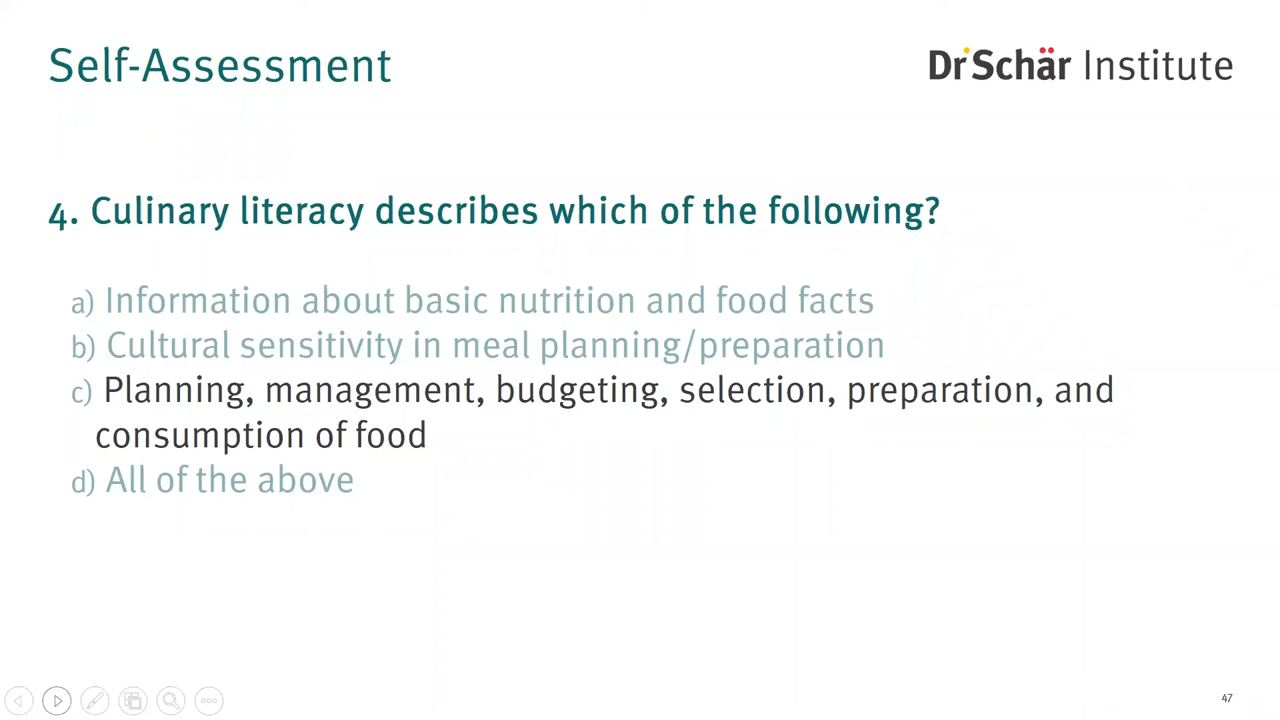 Self-Assessment
Dr Schär Institute
4. Culinary literacy describes which of the following?
a) Information about basic nutrition and food facts
b) Cultural sensitivity in meal planning/preparation
c) Planning, management, budgeting, selection, preparation, and
consumption of food
d) All of the above
47